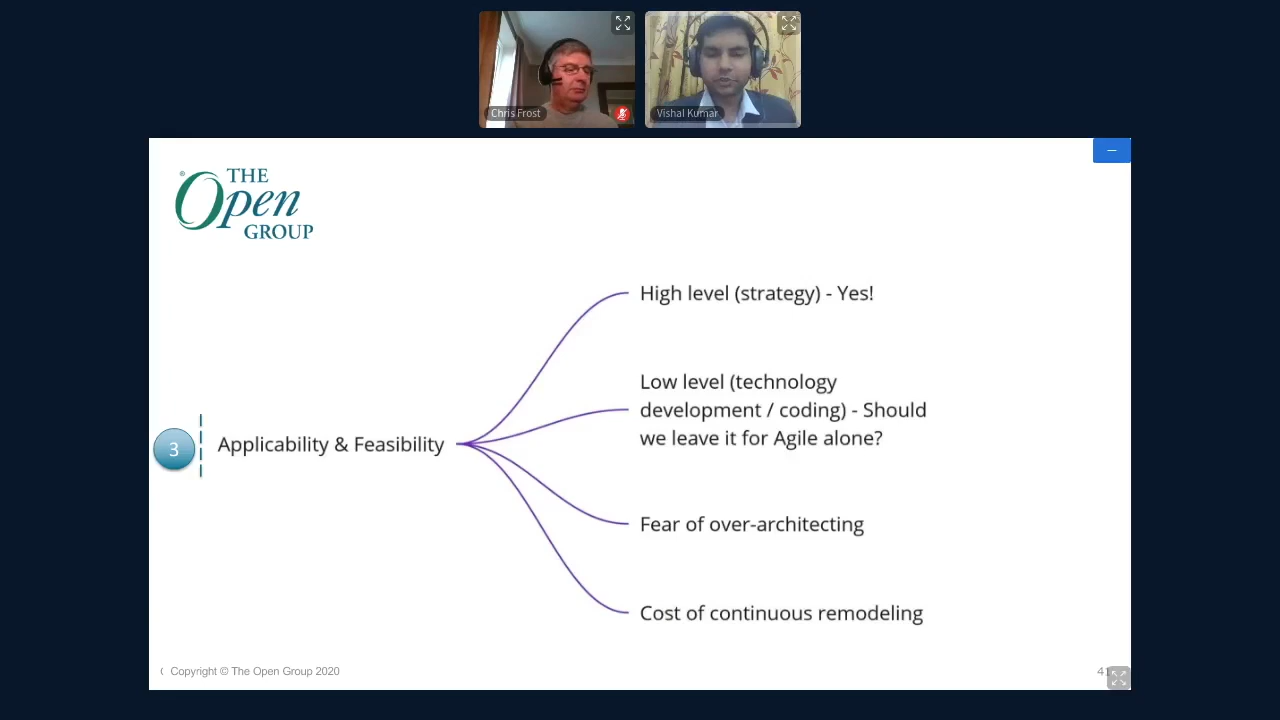 Chris Frost
Vishal Kumar
THE
Open
GROUP
®
High level (strategy) - Yes!
Low level (technology
development / coding) - Should
we leave it for Agile alone?
3
Applicability & Feasibility
Fear of over-architecting
Cost of continuous remodeling
Copyright © The Open Group 2020
41